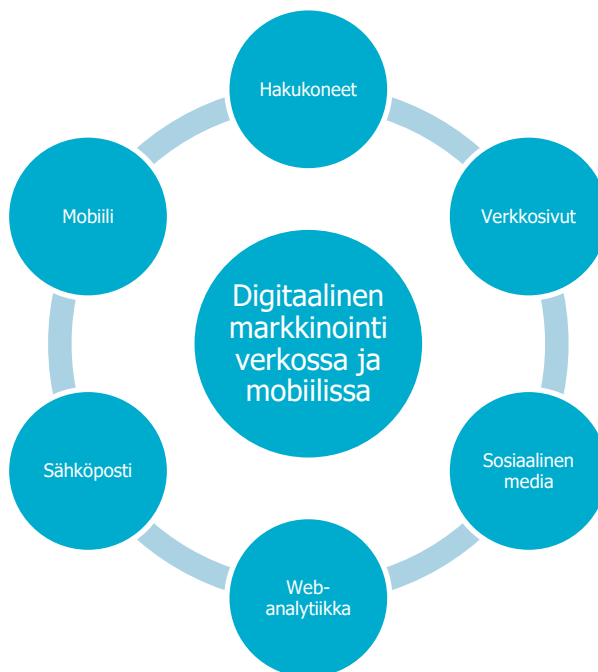 Hakukoneet
Verkkosivut
Sosiaalinen
media
Web-
analytiikka
Sähköposti
Mobiili
Digitaalinen
markkinointi
verkossa ja
mobiilissa